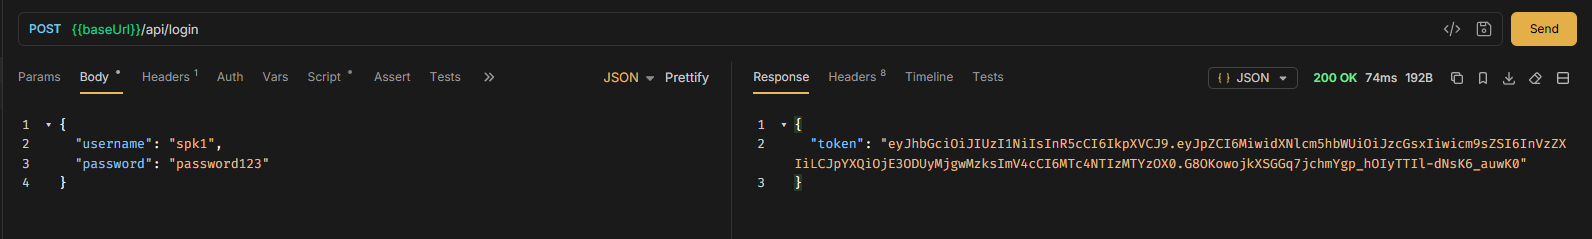 POST {{baseUrl}}/api/login </> Send
Params Body Headers 1 Auth Vars Script Assert Tests JSON Prettify
Response Headers 8 Timeline Tests { } JSON 200 OK 74ms 192B
1 {
2 "username": "spk1",
3 "password": "password123"
4 }
1 {
2 "token": "eyJhbGciOiJIUzI1NiIsInR5cCI6IkpXVCJ9.eyJpZCI6MiwidXNlcm5hbWUiOiJzcGsxIiwicm9sZSI6InVzZX
IiLCJpYXQiOjE3ODUyMjgwMzksImV4cCI6MTc4NTIzMTYzOX0.G8OKowojkXSGGq7jchmYgp_hOIyTTIl-dNsK6_auwK0"
3 }